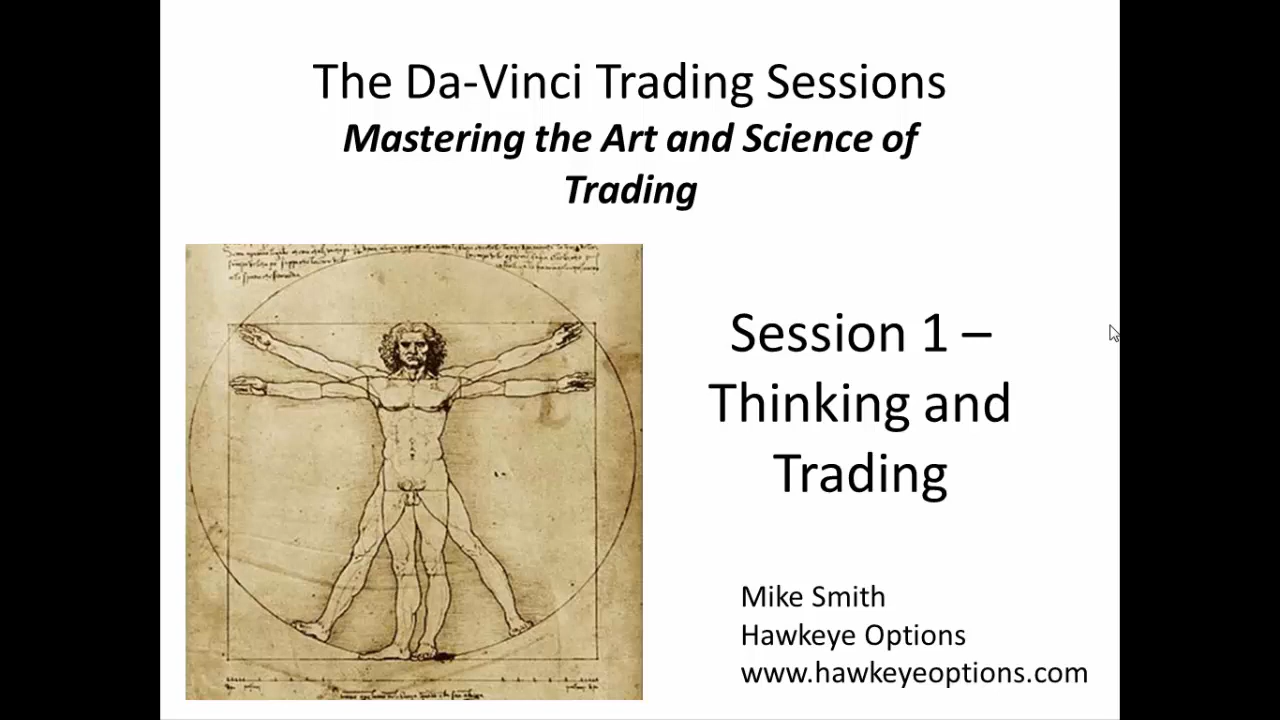 The Da-Vinci Trading Sessions
Mastering the Art and Science of
Trading
Session 1 –
Thinking and
Trading
Mike Smith
Hawkeye Options
www.hawkeyeoptions.com